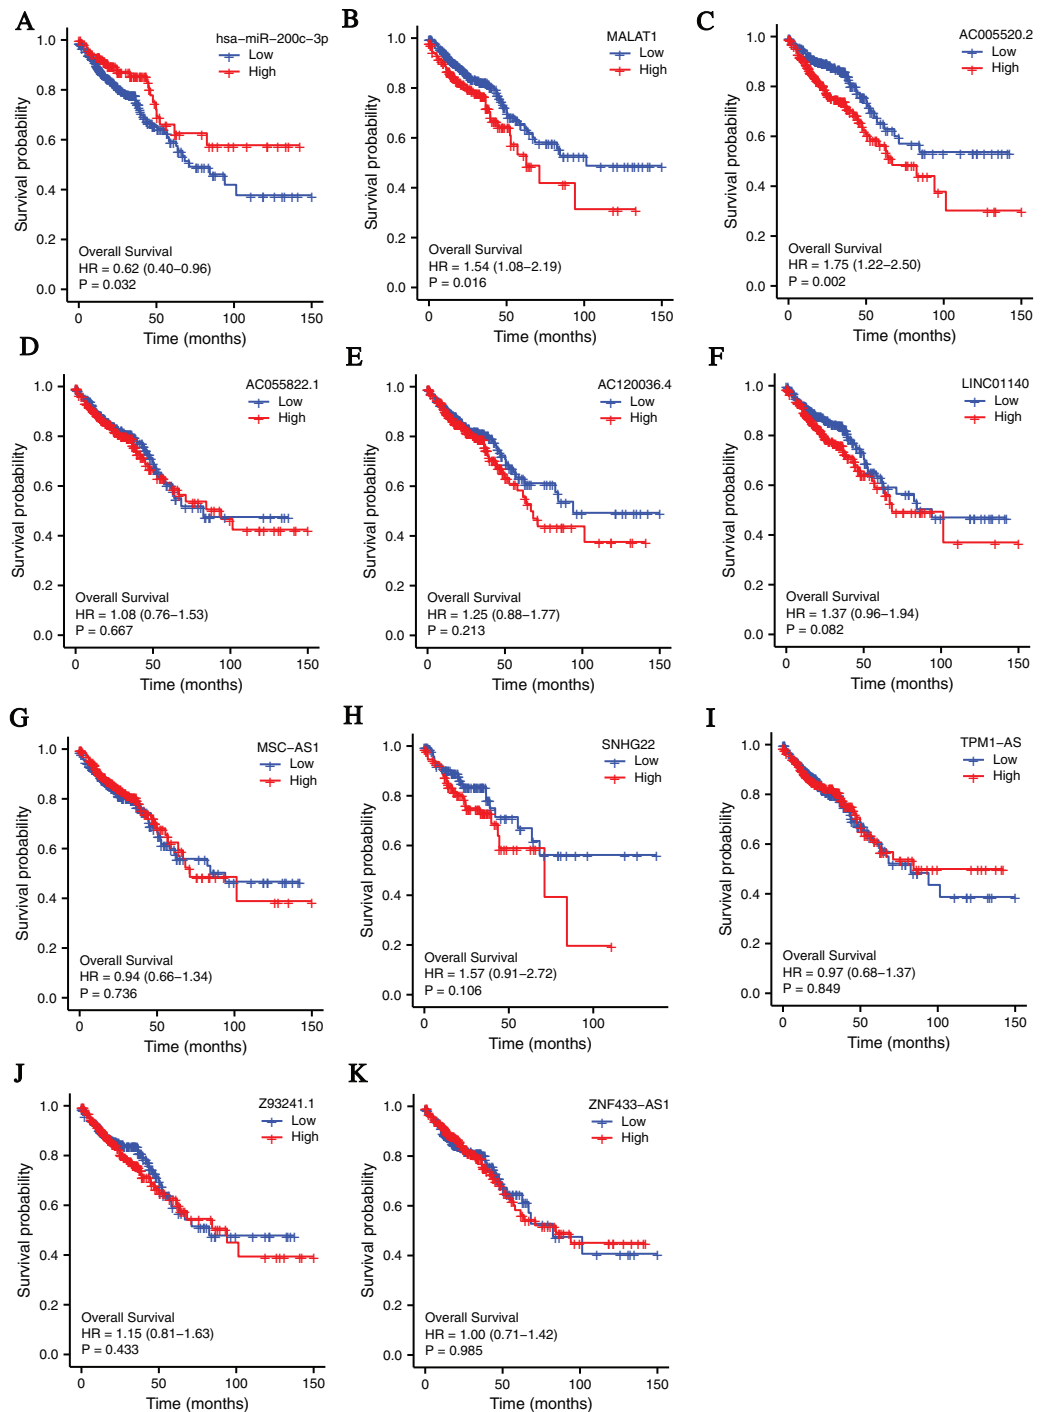 A
hsa−miR−200c−3p
Low
High
Survival probability
1.0
0.8
0.6
0.4
0.2
0.0
Overall Survival
HR = 0.62 (0.40−0.96)
P = 0.032
0 50 100 150
Time (months)
B
MALAT1
Low
High
Survival probability
1.0
0.8
0.6
0.4
0.2
0.0
Overall Survival
HR = 1.54 (1.08−2.19)
P = 0.016
0 50 100 150
Time (months)
C
AC005520.2
Low
High
Survival probability
1.0
0.8
0.6
0.4
0.2
0.0
Overall Survival
HR = 1.75 (1.22−2.50)
P = 0.002
0 50 100 150
Time (months)
D
AC055822.1
Low
High
Survival probability
1.0
0.8
0.6
0.4
0.2
0.0
Overall Survival
HR = 1.08 (0.76−1.53)
P = 0.667
0 50 100 150
Time (months)
E
AC120036.4
Low
High
Survival probability
1.0
0.8
0.6
0.4
0.2
0.0
Overall Survival
HR = 1.25 (0.88−1.77)
P = 0.213
0 50 100 150
Time (months)
F
LINC01140
Low
High
Survival probability
1.0
0.8
0.6
0.4
0.2
0.0
Overall Survival
HR = 1.37 (0.96−1.94)
P = 0.082
0 50 100 150
Time (months)
G
MSC−AS1
Low
High
Survival probability
1.0
0.8
0.6
0.4
0.2
0.0
Overall Survival
HR = 0.94 (0.66−1.34)
P = 0.736
0 50 100 150
Time (months)
H
SNHG22
Low
High
Survival probability
1.0
0.8
0.6
0.4
0.2
0.0
Overall Survival
HR = 1.57 (0.91−2.72)
P = 0.106
0 50 100
Time (months)
I
TPM1−AS
Low
High
Survival probability
1.0
0.8
0.6
0.4
0.2
0.0
Overall Survival
HR = 0.97 (0.68−1.37)
P = 0.849
0 50 100 150
Time (months)
J
Z93241.1
Low
High
Survival probability
1.0
0.8
0.6
0.4
0.2
0.0
Overall Survival
HR = 1.15 (0.81−1.63)
P = 0.433
0 50 100 150
Time (months)
K
ZNF433−AS1
Low
High
Survival probability
1.0
0.8
0.6
0.4
0.2
0.0
Overall Survival
HR = 1.00 (0.71−1.42)
P = 0.985
0 50 100 150
Time (months)